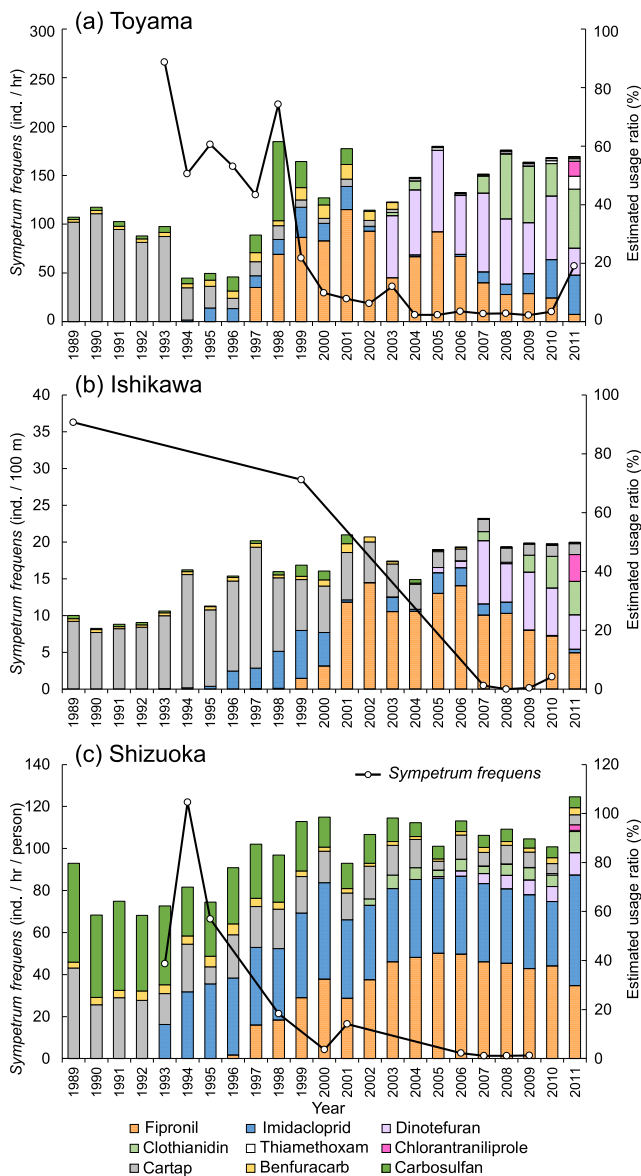 (a) Toyama
Sympetrum frequens (ind. / hr)
300
250
200
150
100
50
0
100
80
60
40
20
0
Estimated usage ratio (%)
1989 1990 1991 1992 1993 1994 1995 1996 1997 1998 1999 2000 2001 2002 2003 2004 2005 2006 2007 2008 2009 2010 2011
(b) Ishikawa
Sympetrum frequens (ind. / 100 m)
40
35
30
25
20
15
10
5
0
100
80
60
40
20
0
Estimated usage ratio (%)
1989 1990 1991 1992 1993 1994 1995 1996 1997 1998 1999 2000 2001 2002 2003 2004 2005 2006 2007 2008 2009 2010 2011
(c) Shizuoka
Sympetrum frequens
Sympetrum frequens (ind. / hr / person)
140
120
100
80
60
40
20
0
120
100
80
60
40
20
0
Estimated usage ratio (%)
1989 1990 1991 1992 1993 1994 1995 1996 1997 1998 1999 2000 2001 2002 2003 2004 2005 2006 2007 2008 2009 2010 2011
Year
Fipronil Imidacloprid Dinotefuran
Clothianidin Thiamethoxam Chlorantraniliprole
Cartap Benfuracarb Carbosulfan